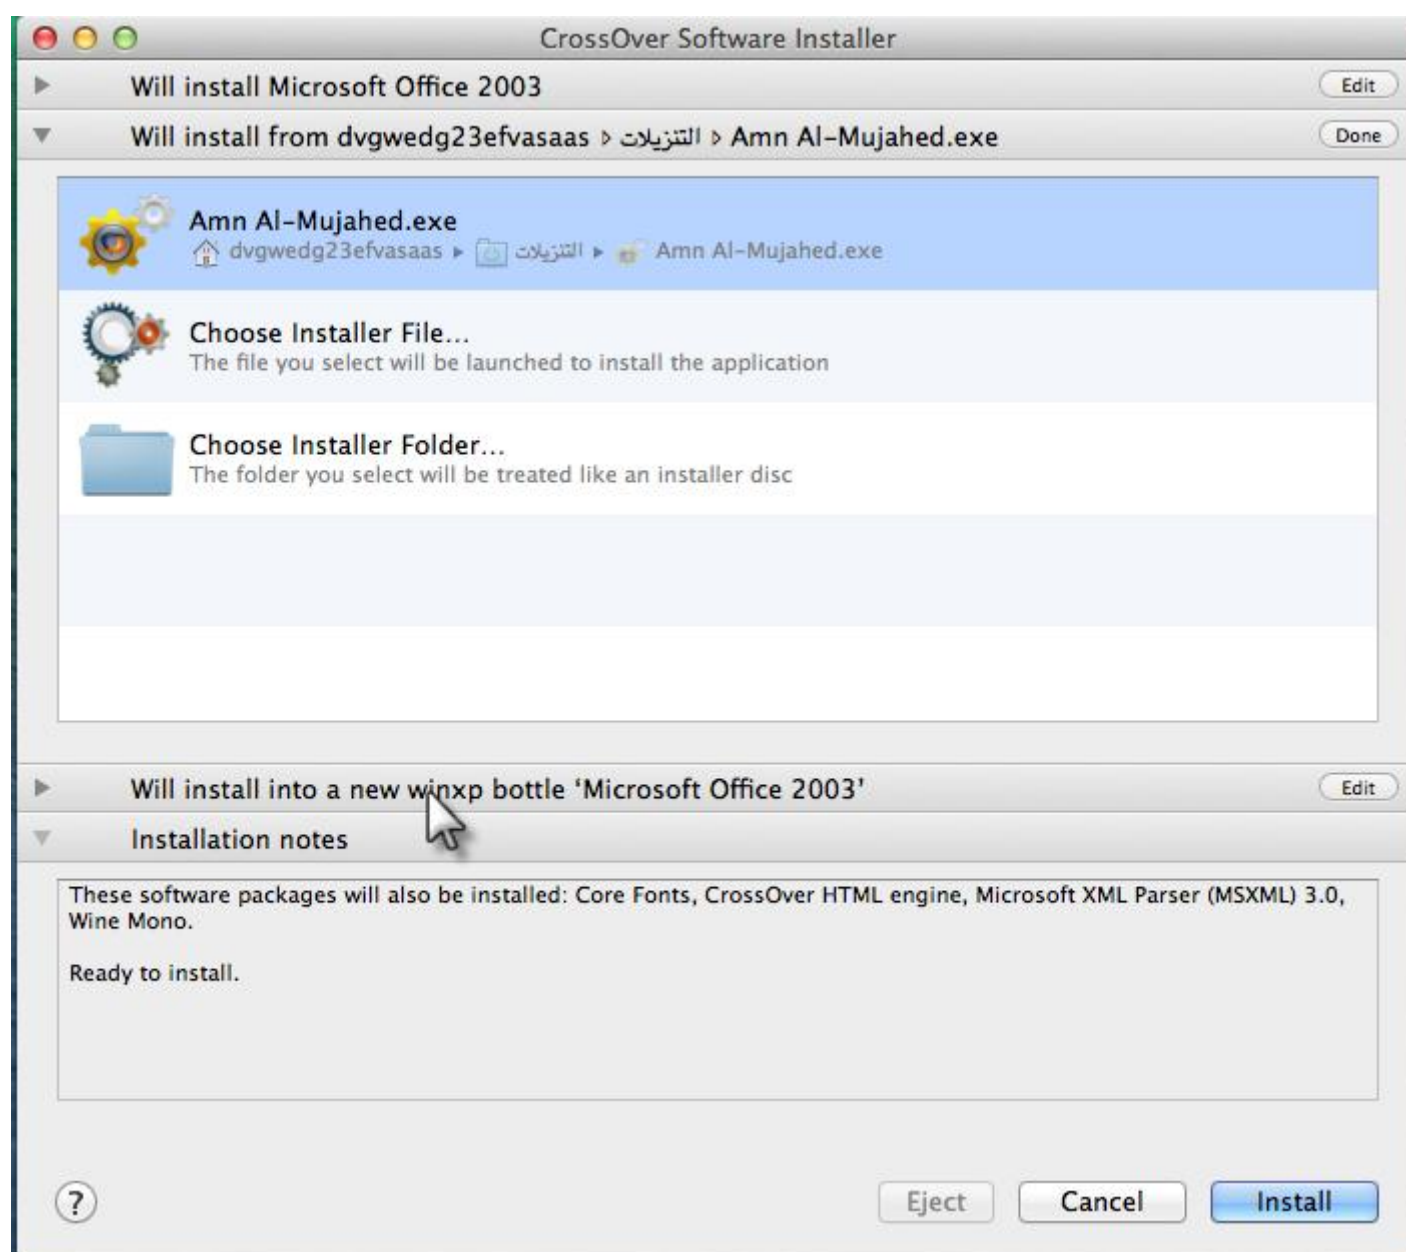 CrossOver Software Installer
Will install Microsoft Office 2003
Edit
Will install from dvgwedg23efvasaas ▹ التنزيلات ▹ Amn Al-Mujahed.exe
Done
Amn Al-Mujahed.exe
dvgwedg23efvasaas ▸ التنزيلات ▸ Amn Al-Mujahed.exe
Choose Installer File...
The file you select will be launched to install the application
Choose Installer Folder...
The folder you select will be treated like an installer disc
Will install into a new winxp bottle ‘Microsoft Office 2003’
Edit
Installation notes
These software packages will also be installed: Core Fonts, CrossOver HTML engine, Microsoft XML Parser (MSXML) 3.0,
Wine Mono.
Ready to install.
?
Eject
Cancel
Install